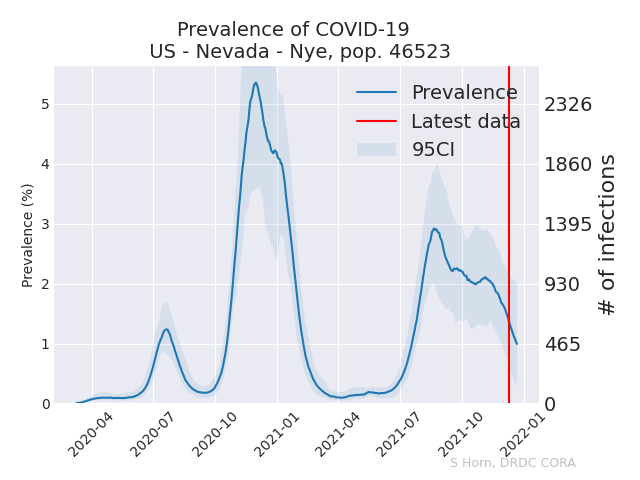 Prevalence of COVID-19
US - Nevada - Nye, pop. 46523
Prevalence (%)
5
4
3
2
1
0
Prevalence
Latest data
95CI
2326
1860
1395
930
465
0
# of infections
2020-04
2020-07
2020-10
2021-01
2021-04
2021-07
2021-10
2022-01
S Horn, DRDC CORA